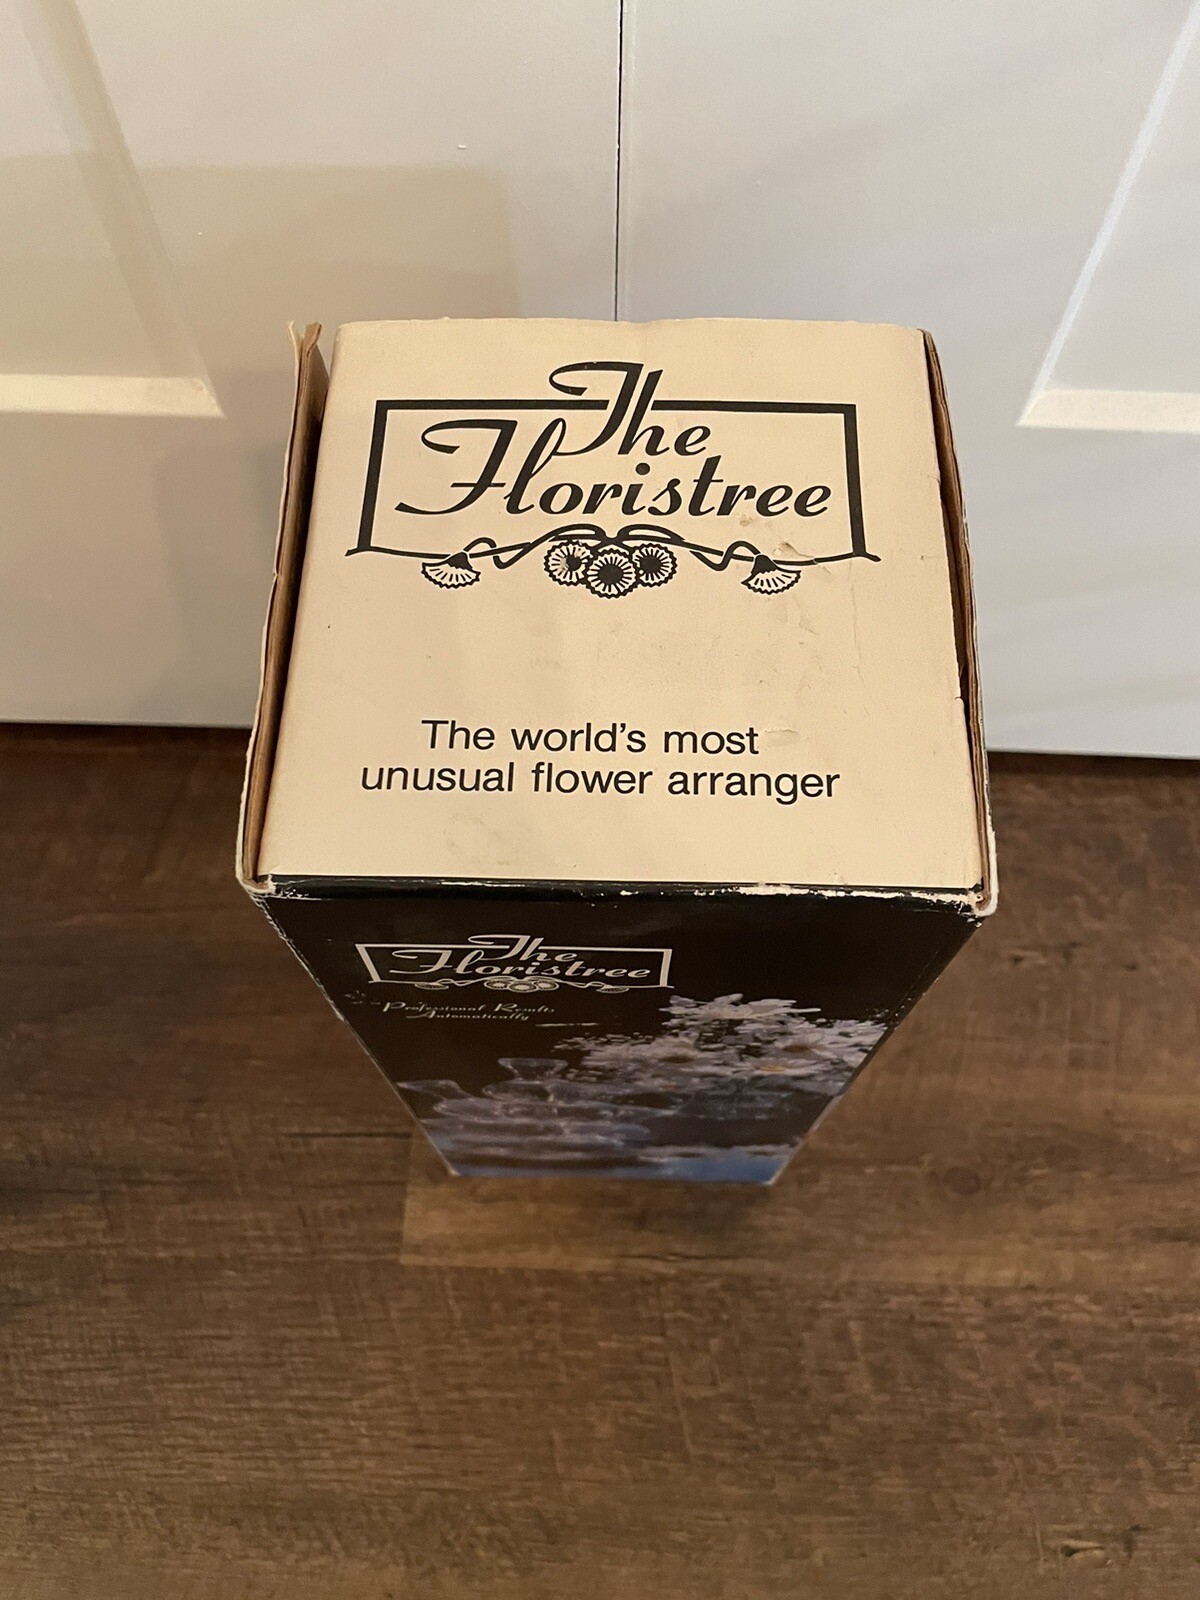 The
Floristree
The world's most
unusual flower arranger
The
Floristree
Professional Results
Automatically